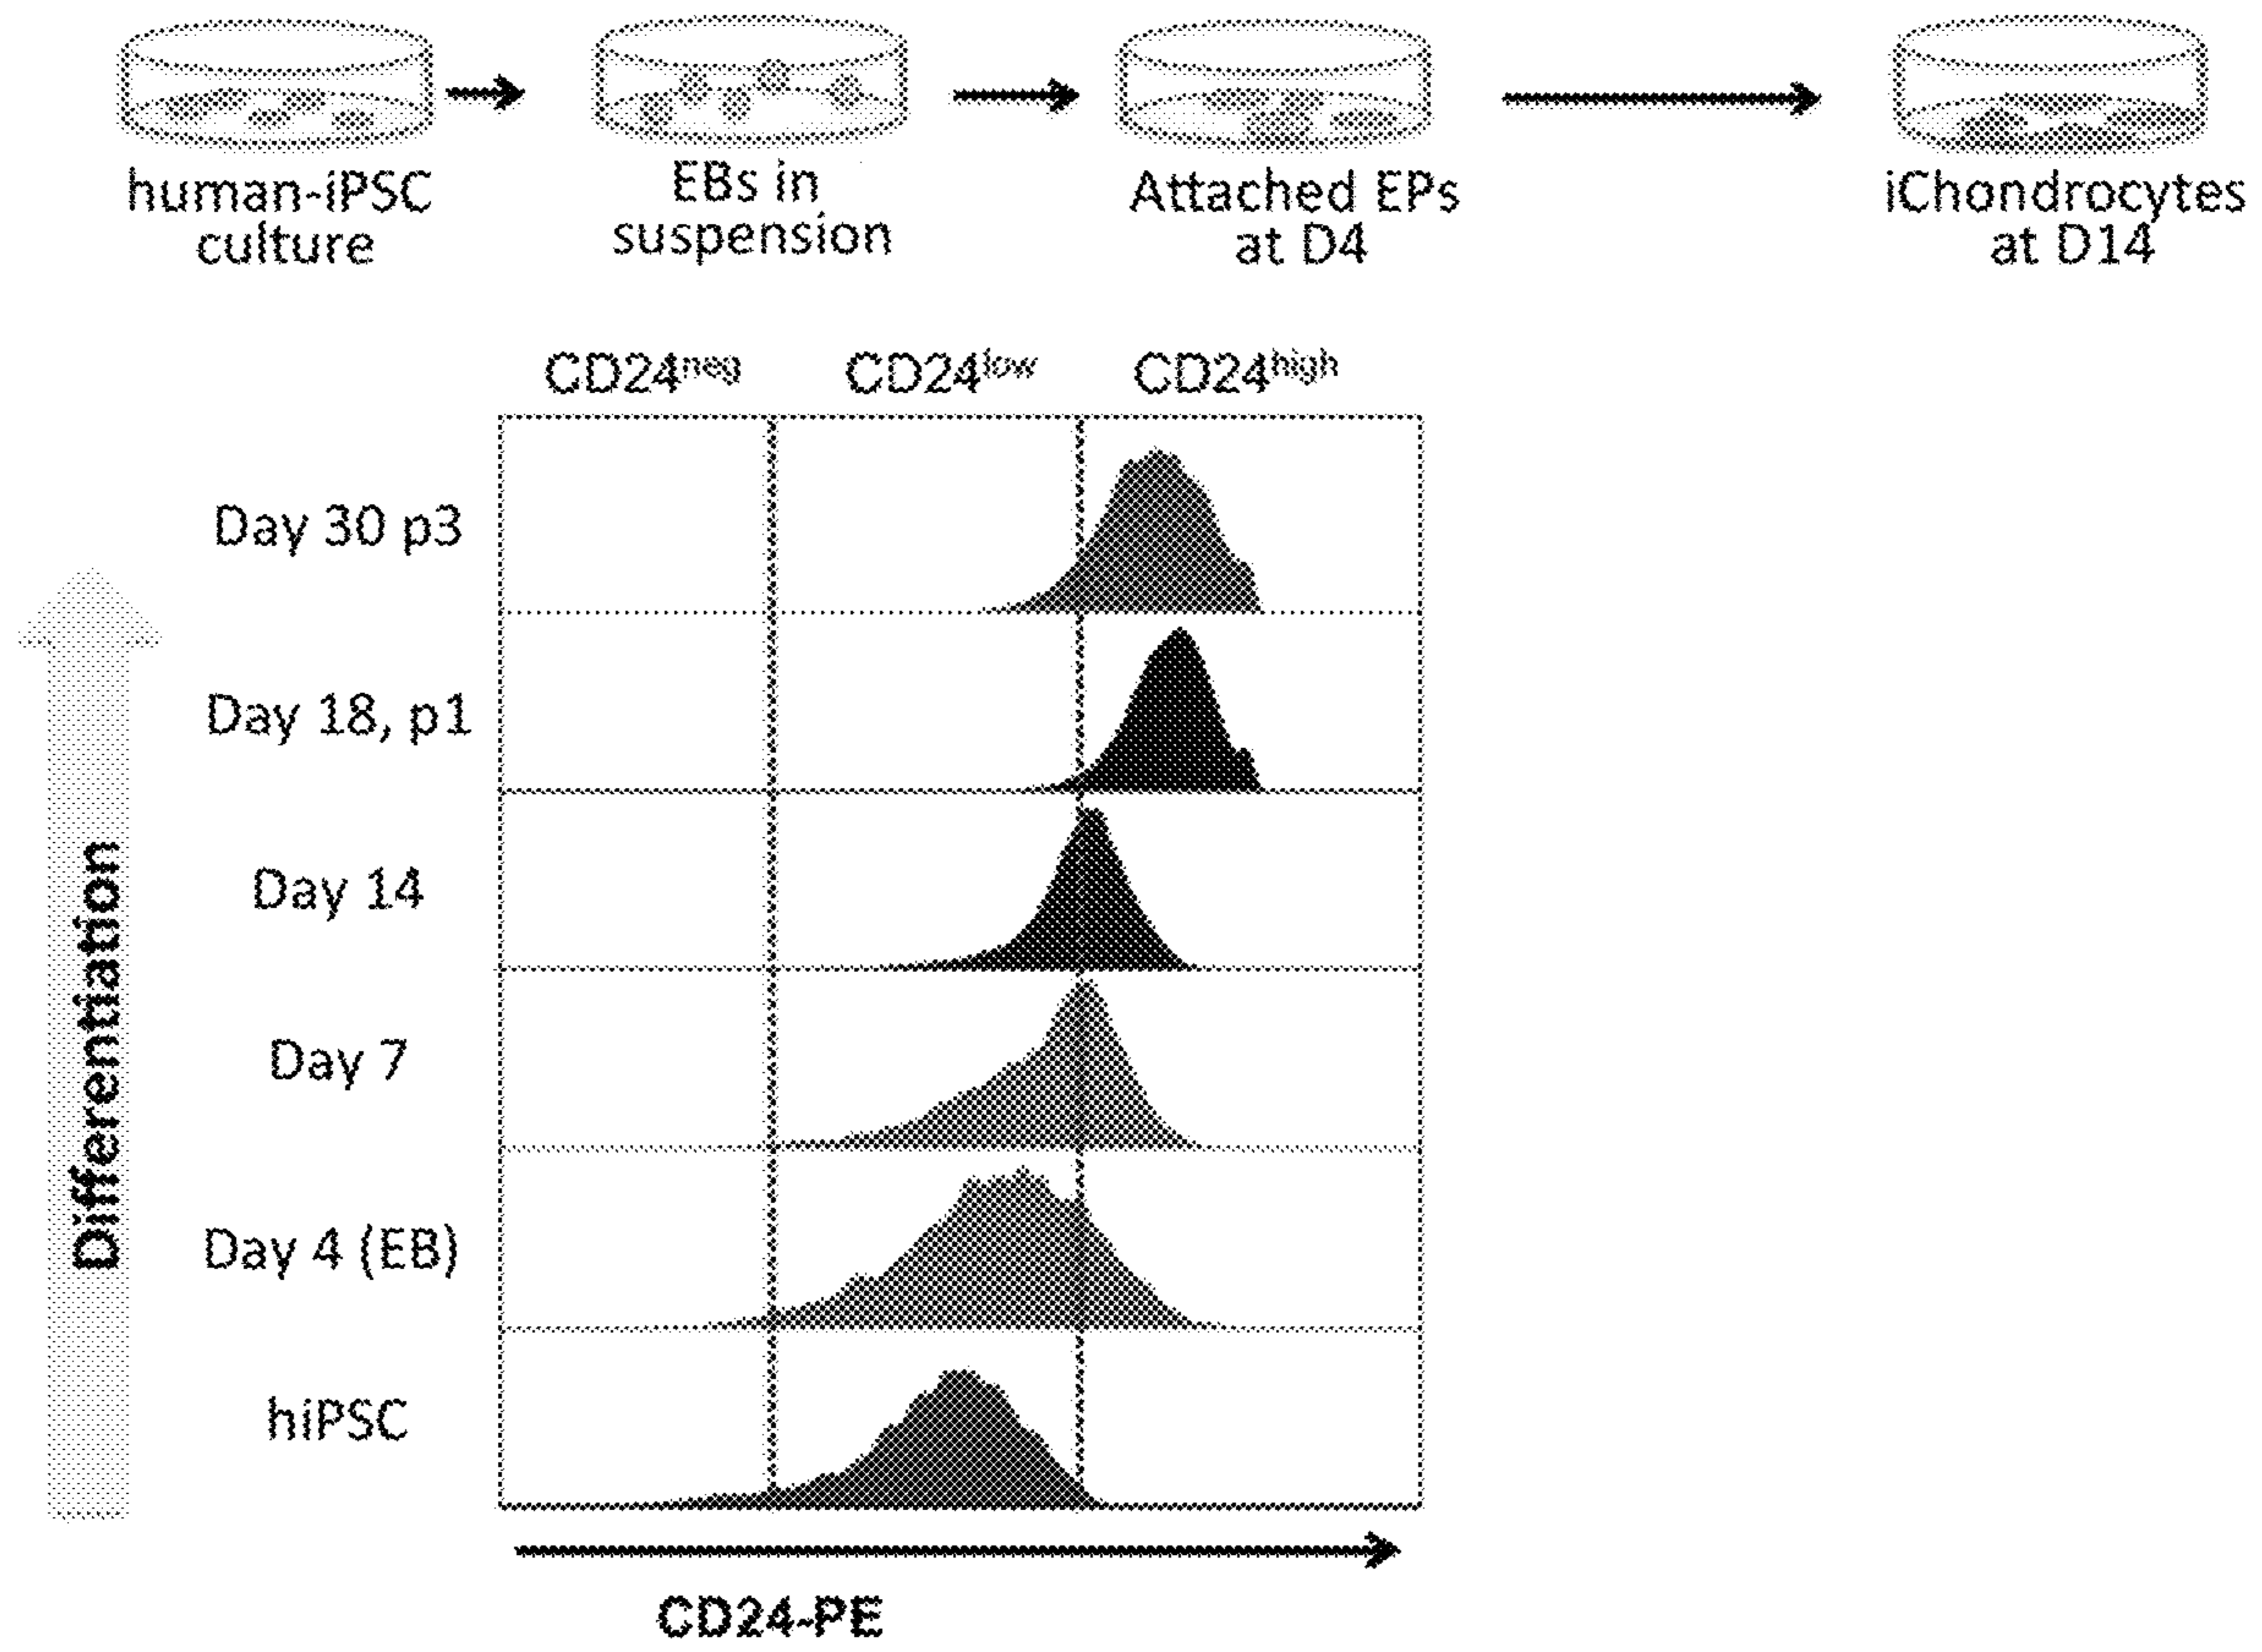 human-iPSC
culture
EBs in
suspension
Attached EPs
at D4
iChondrocytes
at D14
CD24neg CD24low CD24high
Day 30 p3
Day 18, p1
Day 14
Day 7
Day 4 (EB)
hiPSC
Differentiation
CD24-PE